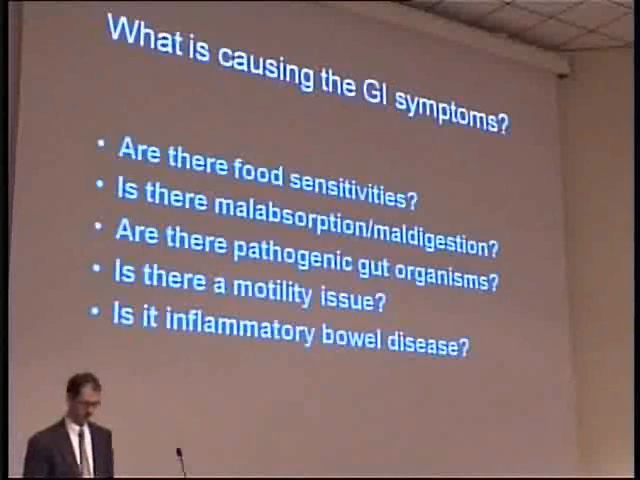 What is causing the GI symptoms?
• Are there food sensitivities?
• Is there malabsorption/maldigestion?
• Are there pathogenic gut organisms?
• Is there a motility issue?
• Is it inflammatory bowel disease?